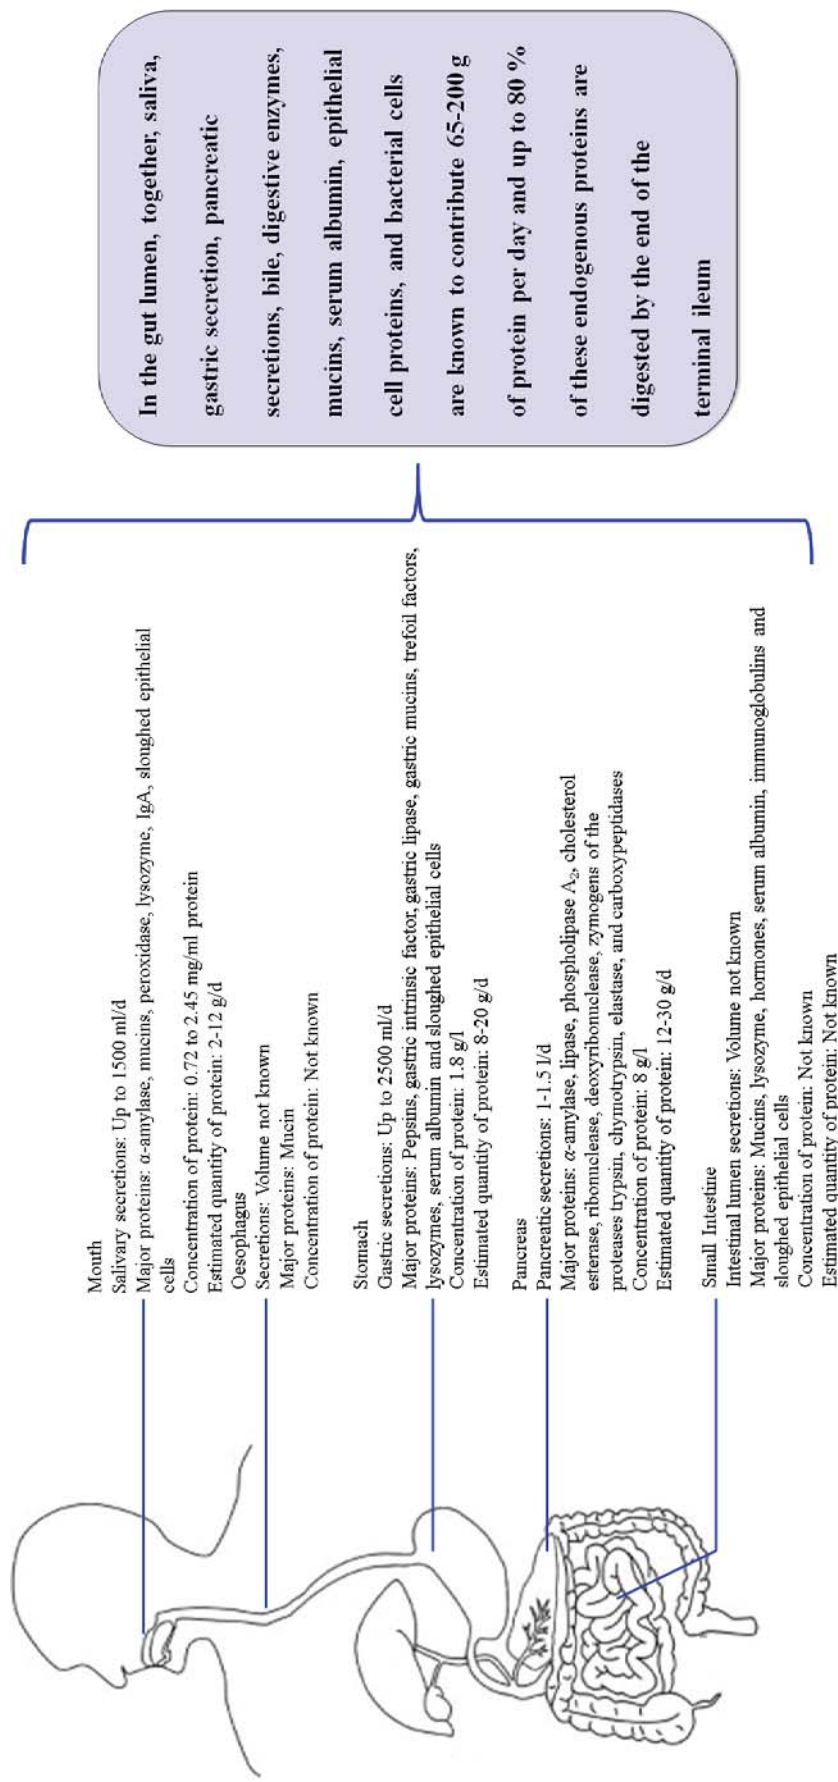 Mouth
Salivary secretions: Up to 1500 ml/d
Major proteins: α-amylase, mucins, peroxidase, lysozyme, IgA, sloughed epithelial
cells
Concentration of protein: 0.72 to 2.45 mg/ml protein
Estimated quantity of protein: 2-12 g/d
Oesophagus
Secretions: Volume not known
Major proteins: Mucin
Concentration of protein: Not known
Stomach
Gastric secretions: Up to 2500 ml/d
Major proteins: Pepsins, gastric intrinsic factor, gastric lipase, gastric mucins, trefoil factors,
lysozymes, serum albumin and sloughed epithelial cells
Concentration of protein: 1.8 g/l
Estimated quantity of protein: 8-20 g/d
Pancreas
Pancreatic secretions: 1-1.5 l/d
Major proteins: α-amylase, lipase, phospholipase A₂, cholesterol
esterase, ribonuclease, deoxyribonuclease, zymogens of the
proteases trypsin, chymotrypsin, elastase, and carboxypeptidases
Concentration of protein: 8 g/l
Estimated quantity of protein: 12-30 g/d
Small Intestine
Intestinal lumen secretions: Volume not known
Major proteins: Mucins, lysozyme, hormones, serum albumin, immunoglobulins and
sloughed epithelial cells
Concentration of protein: Not known
Estimated quantity of protein: Not known
In the gut lumen, together, saliva,
gastric secretion, pancreatic
secretions, bile, digestive enzymes,
mucins, serum albumin, epithelial
cell proteins, and bacterial cells
are known to contribute 65-200 g
of protein per day and up to 80 %
of these endogenous proteins are
digested by the end of the
terminal ileum